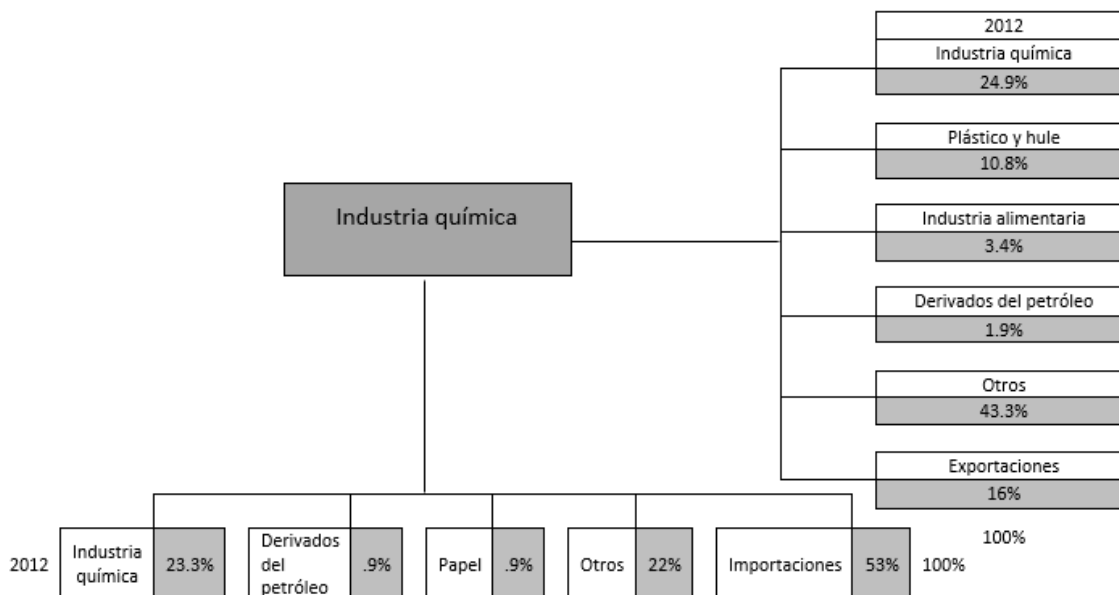 2012
Industria química
24.9%
Plástico y hule
10.8%
Industria química
Industria alimentaria
3.4%
Derivados del petróleo
1.9%
Otros
43.3%
Exportaciones
16%
100%
2012
Industria
química
23.3%
Derivados
del
petróleo
.9%
Papel
.9%
Otros
22%
Importaciones
53%
100%